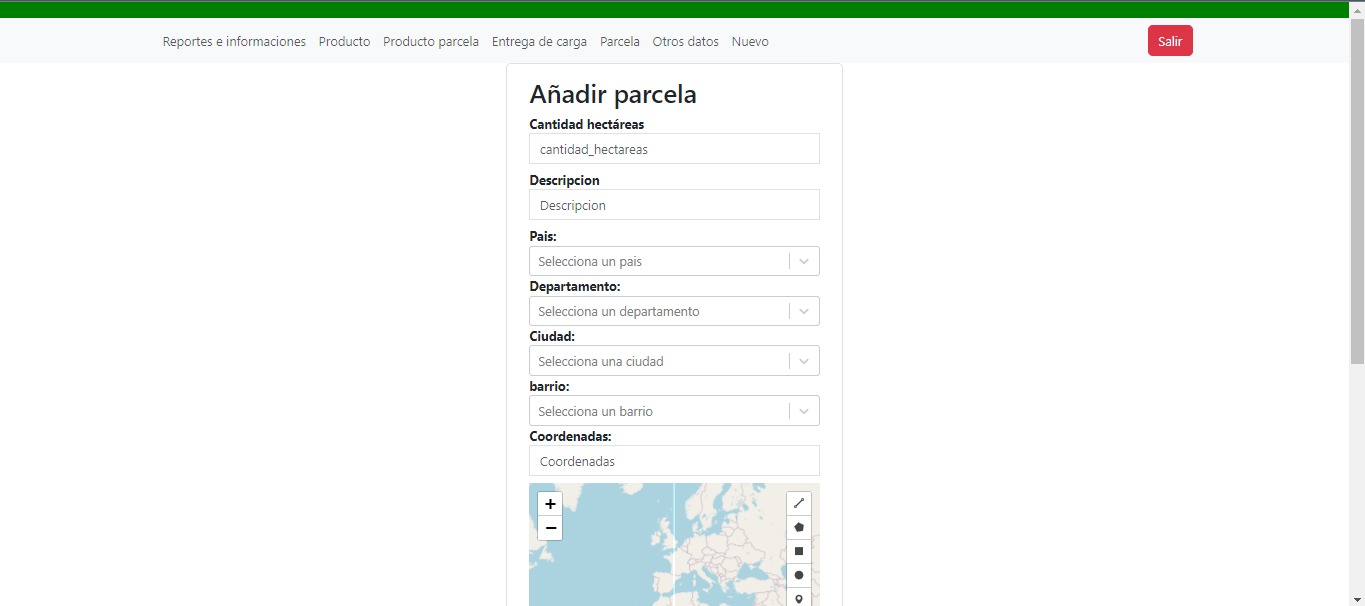 Reportes e informaciones Producto Producto parcela Entrega de carga Parcela Otros datos Nuevo Salir
Añadir parcela
Cantidad hectáreas
cantidad_hectareas
Descripcion
Descripcion
Pais:
Selecciona un pais
Departamento:
Selecciona un departamento
Ciudad:
Selecciona una ciudad
barrio:
Selecciona un barrio
Coordenadas:
Coordenadas
+
−